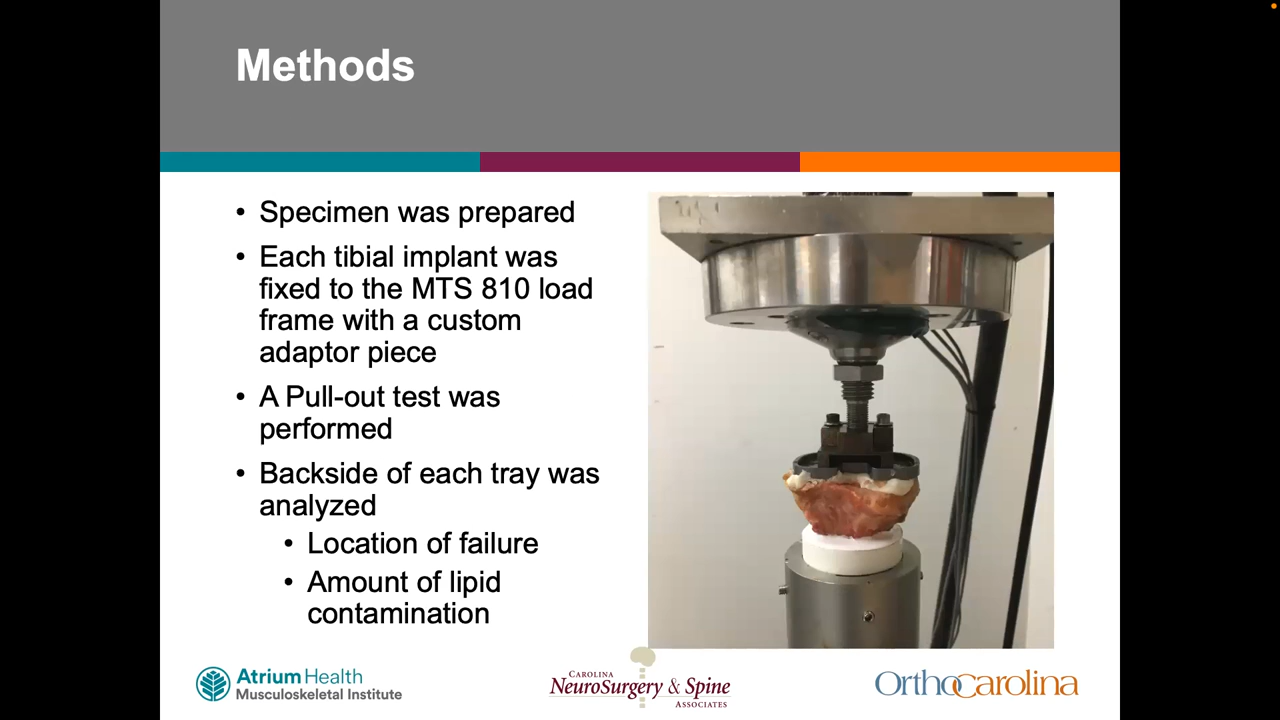 Methods
• Specimen was prepared
• Each tibial implant was
fixed to the MTS 810 load
frame with a custom
adaptor piece
• A Pull-out test was
performed
• Backside of each tray was
analyzed
• Location of failure
• Amount of lipid
contamination
Atrium Health
Musculoskeletal Institute
CAROLINA
NEUROSURGERY & SPINE
ASSOCIATES
OrthoCarolina